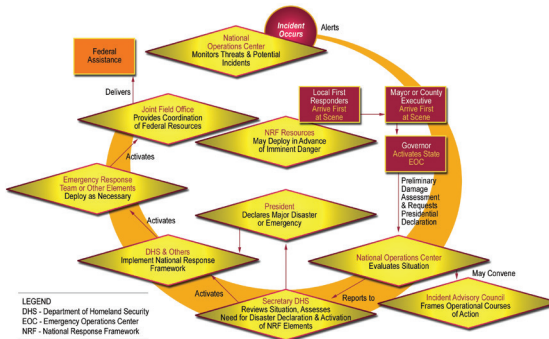 Incident
Occurs
Alerts
National
Operations Center
Monitors Threats & Potential
Incidents
Federal
Assistance
Delivers
Local First
Responders
Arrive First
at Scene
Mayor or County
Executive
Arrive First
at Scene
Joint Field Office
Provides Coordination
of Federal Resources
NRF Resources
May Deploy in Advance
of Imminent Danger
Governor
Activates State
EOC
Activates
Preliminary
Damage
Assessment
& Requests
Presidential
Declaration
Emergency Response
Team or Other Elements
Deploy as Necessary
President
Declares Major Disaster
or Emergency
Activates
DHS & Others
Implement National Response
Framework
National Operations Center
Evaluates Situation
May Convene
Activates
Reports to
Secretary DHS
Reviews Situation, Assesses
Need for Disaster Declaration & Activation
of NRF Elements
Incident Advisory Council
Frames Operational Courses
of Action
LEGEND
DHS - Department of Homeland Security
EOC - Emergency Operations Center
NRF - National Response Framework